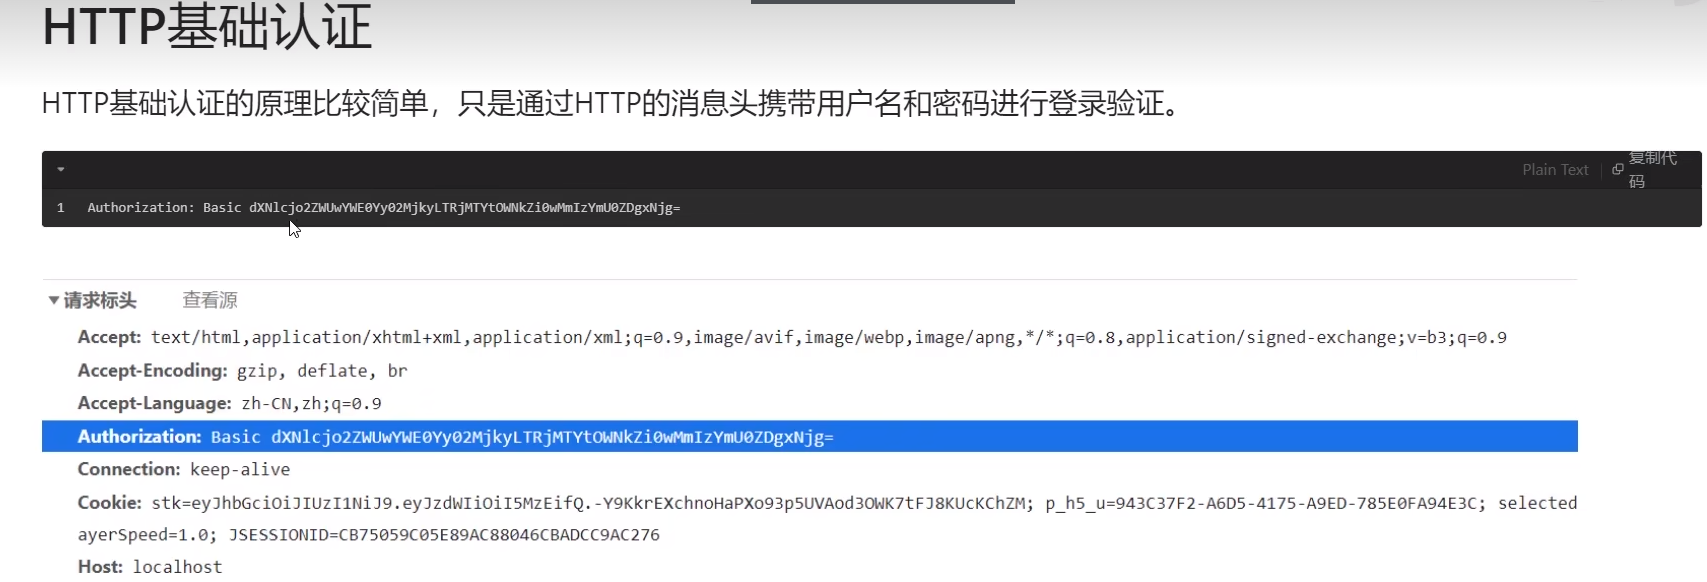 HTTP基础认证
HTTP基础认证的原理比较简单，只是通过HTTP的消息头携带用户名和密码进行登录验证。
Plain Text
复制代码
1 Authorization: Basic dXNlcjo2ZWUwYWE0Yy02MjkyLTRjMTYtOWNkZi0wMmIzYmU0ZDgxNjg=
请求标头 查看源
Accept: text/html,application/xhtml+xml,application/xml;q=0.9,image/avif,image/webp,image/apng,*/*;q=0.8,application/signed-exchange;v=b3;q=0.9
Accept-Encoding: gzip, deflate, br
Accept-Language: zh-CN,zh;q=0.9
Authorization: Basic dXNlcjo2ZWUwYWE0Yy02MjkyLTRjMTYtOWNkZi0wMmIzYmU0ZDgxNjg=
Connection: keep-alive
Cookie: stk=eyJhbGciOiJIUzI1NiJ9.eyJzdWIiOiI5MzEifQ.-Y9KkrEXchnoHaPXo93p5UVAod3OWK7tFJ8KUcKChZM; p_h5_u=943C37F2-A6D5-4175-A9ED-785E0FA94E3C; selected
ayerSpeed=1.0; JSESSIONID=CB75059C05E89AC88046CBADCC9AC276
Host: localhost